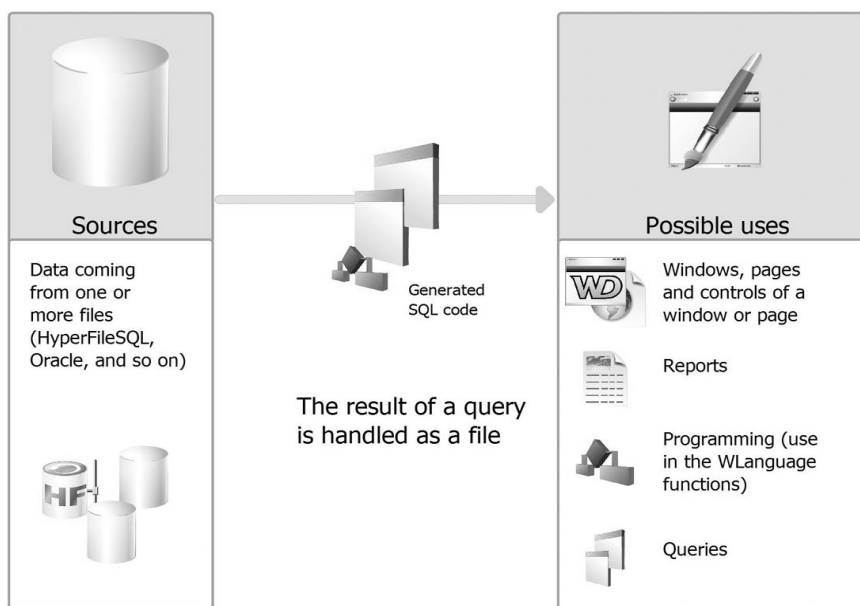 Sources
Data coming
from one or
more files
(HyperFileSQL,
Oracle, and so on)
HF
Generated
SQL code
The result of a query
is handled as a file
Possible uses
WD
Windows, pages
and controls of a
window or page
Reports
Programming (use
in the WLanguage
functions)
Queries